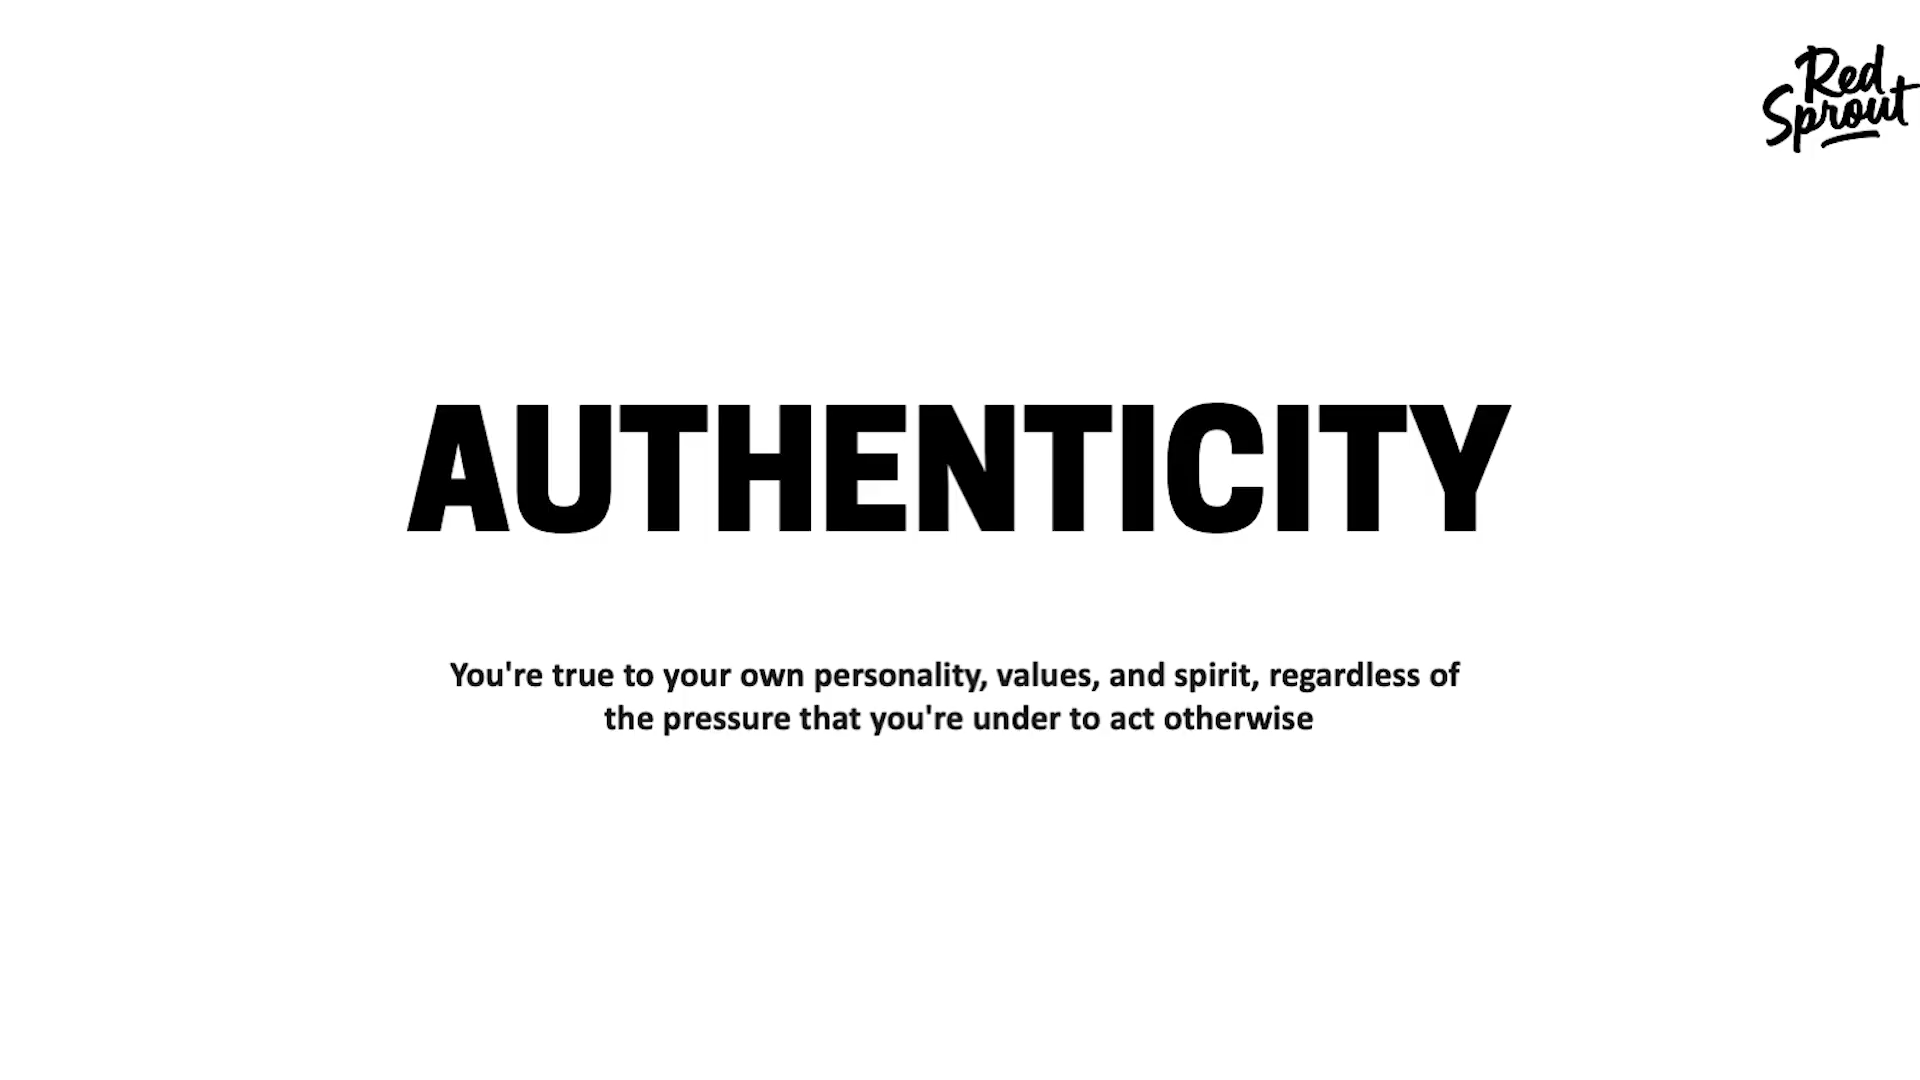 Red
Sprout
AUTHENTICITY
You're true to your own personality, values, and spirit, regardless of
the pressure that you're under to act otherwise